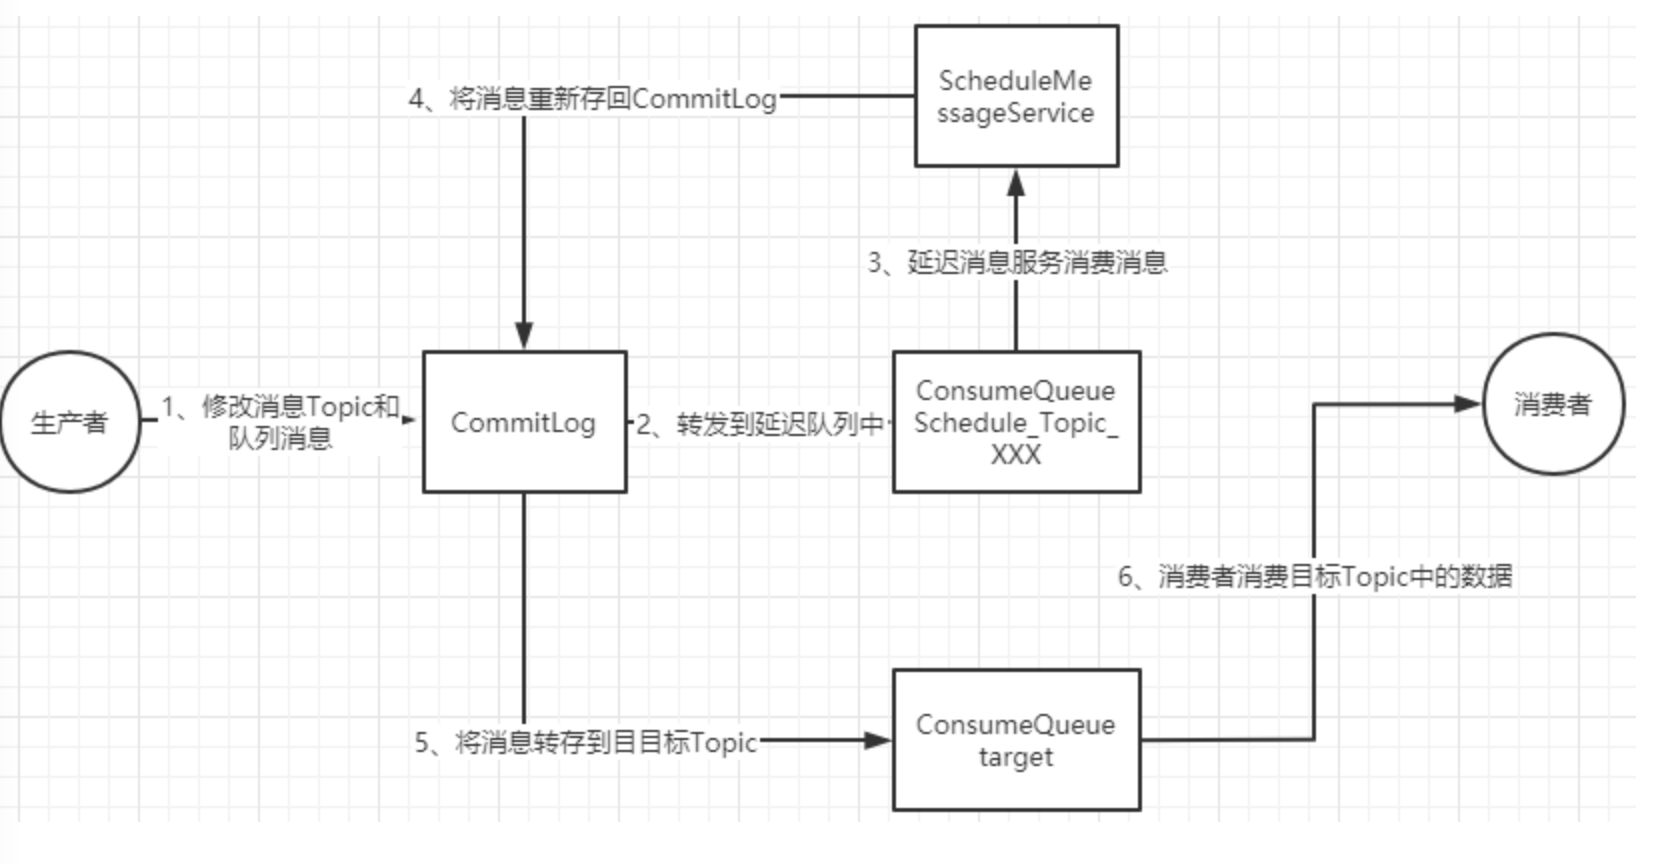 ScheduleMe
ssageService
4、将消息重新存回CommitLog
3、延迟消息服务消费消息
生产者
1、修改消息Topic和
队列消息
CommitLog
2、转发到延迟队列中
ConsumeQueue
Schedule_Topic_
XXX
消费者
6、消费者消费目标Topic中的数据
5、将消息转存到目目标Topic
ConsumeQueue
target